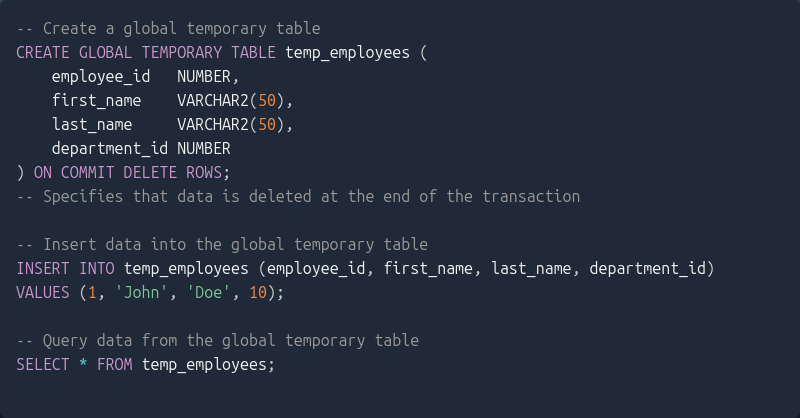 -- Create a global temporary table
CREATE GLOBAL TEMPORARY TABLE temp_employees (
    employee_id   NUMBER,
    first_name    VARCHAR2(50),
    last_name     VARCHAR2(50),
    department_id NUMBER
) ON COMMIT DELETE ROWS;
-- Specifies that data is deleted at the end of the transaction

-- Insert data into the global temporary table
INSERT INTO temp_employees (employee_id, first_name, last_name, department_id)
VALUES (1, 'John', 'Doe', 10);

-- Query data from the global temporary table
SELECT * FROM temp_employees;